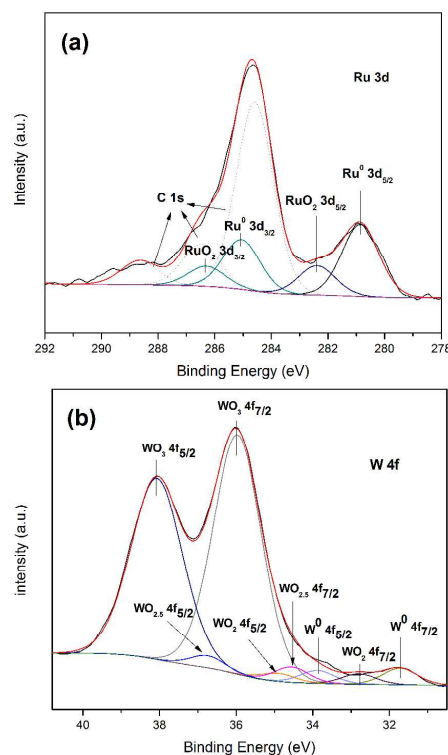 (a)
Ru 3d
C 1s
Ru⁰ 3d₅/₂
RuO₂ 3d₅/₂
Ru⁰ 3d₃/₂
RuO₂ 3d₃/₂
Intensity (a.u.)
292 290 288 286 284 282 280 278
Binding Energy (eV)
(b)
WO₃ 4f₇/₂
WO₃ 4f₅/₂
W 4f
WO₂.₅ 4f₇/₂
WO₂.₅ 4f₅/₂
WO₂ 4f₅/₂
W⁰ 4f₅/₂
W⁰ 4f₇/₂
WO₂ 4f₇/₂
intensity (a.u.)
40 38 36 34 32
Binding Energy (eV)